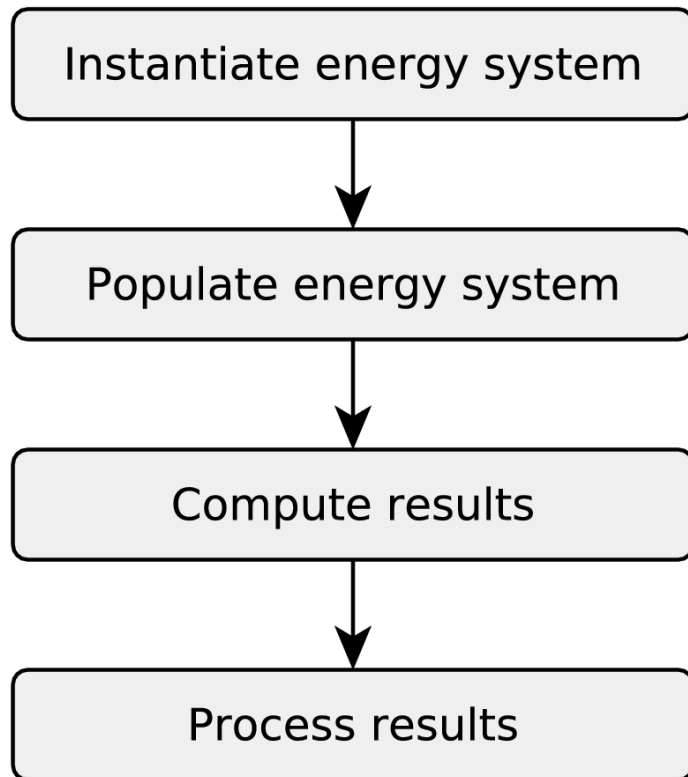 Instantiate energy system
Populate energy system
Compute results
Process results